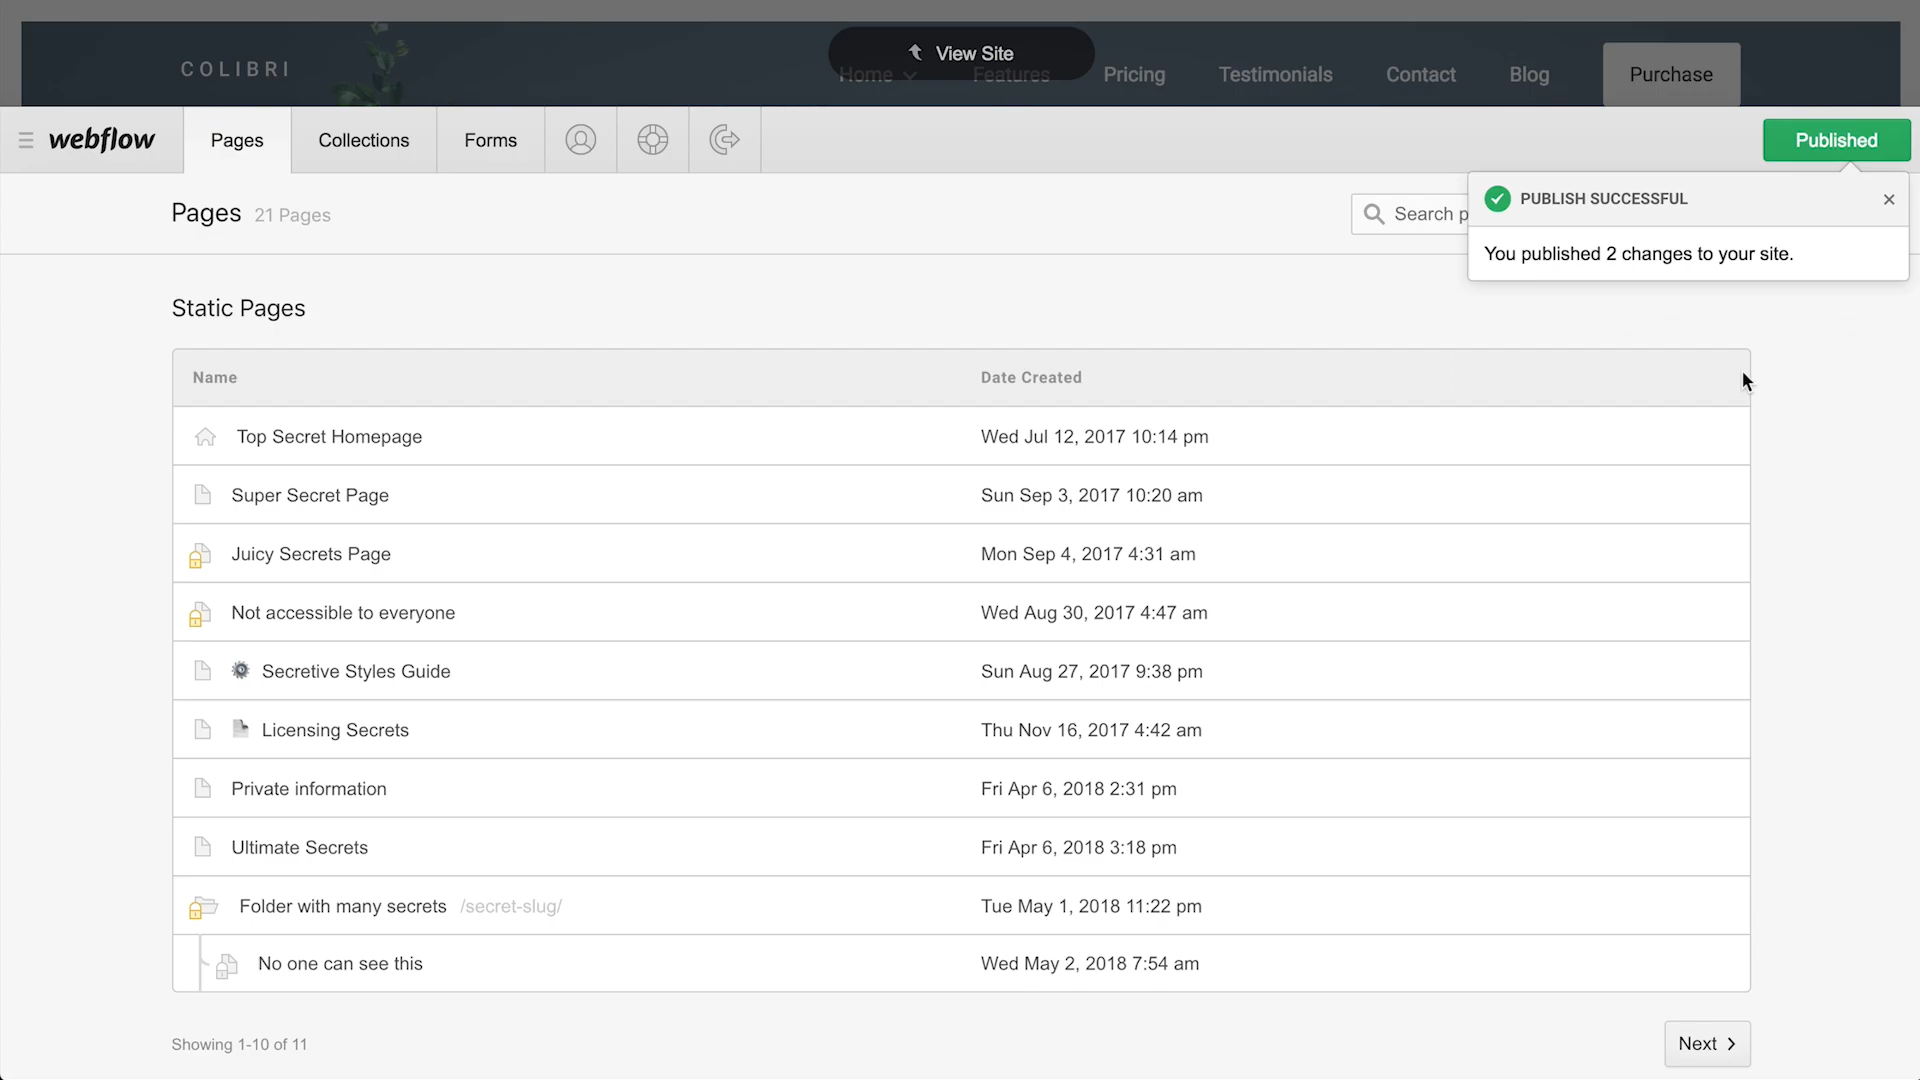 COLIBRI
View Site
Home
Features
Pricing
Testimonials
Contact
Blog
Purchase
webflow
Pages
Collections
Forms
Published
Pages 21 Pages
Search p
PUBLISH SUCCESSFUL
You published 2 changes to your site.
Static Pages
Name Date Created
Top Secret Homepage Wed Jul 12, 2017 10:14 pm
Super Secret Page Sun Sep 3, 2017 10:20 am
Juicy Secrets Page Mon Sep 4, 2017 4:31 am
Not accessible to everyone Wed Aug 30, 2017 4:47 am
Secretive Styles Guide Sun Aug 27, 2017 9:38 pm
Licensing Secrets Thu Nov 16, 2017 4:42 am
Private information Fri Apr 6, 2018 2:31 pm
Ultimate Secrets Fri Apr 6, 2018 3:18 pm
Folder with many secrets /secret-slug/ Tue May 1, 2018 11:22 pm
No one can see this Wed May 2, 2018 7:54 am
Showing 1-10 of 11
Next